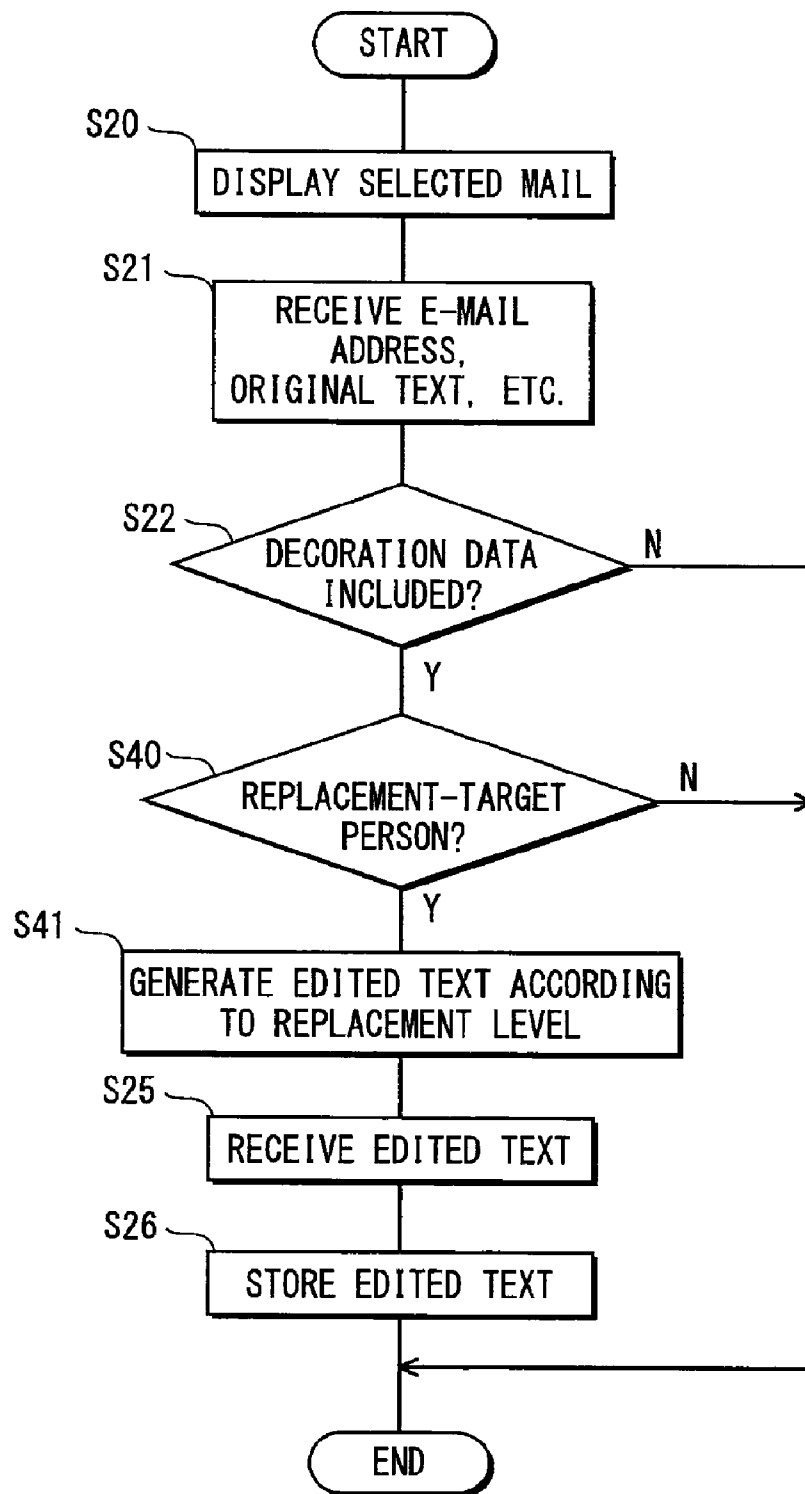 START
S20
DISPLAY SELECTED MAIL
S21
RECEIVE E-MAIL
ADDRESS,
ORIGINAL TEXT, ETC.
S22
DECORATION DATA
INCLUDED?
N
Y
S40
REPLACEMENT-TARGET
PERSON?
N
Y
S41
GENERATE EDITED TEXT ACCORDING
TO REPLACEMENT LEVEL
S25
RECEIVE EDITED TEXT
S26
STORE EDITED TEXT
END